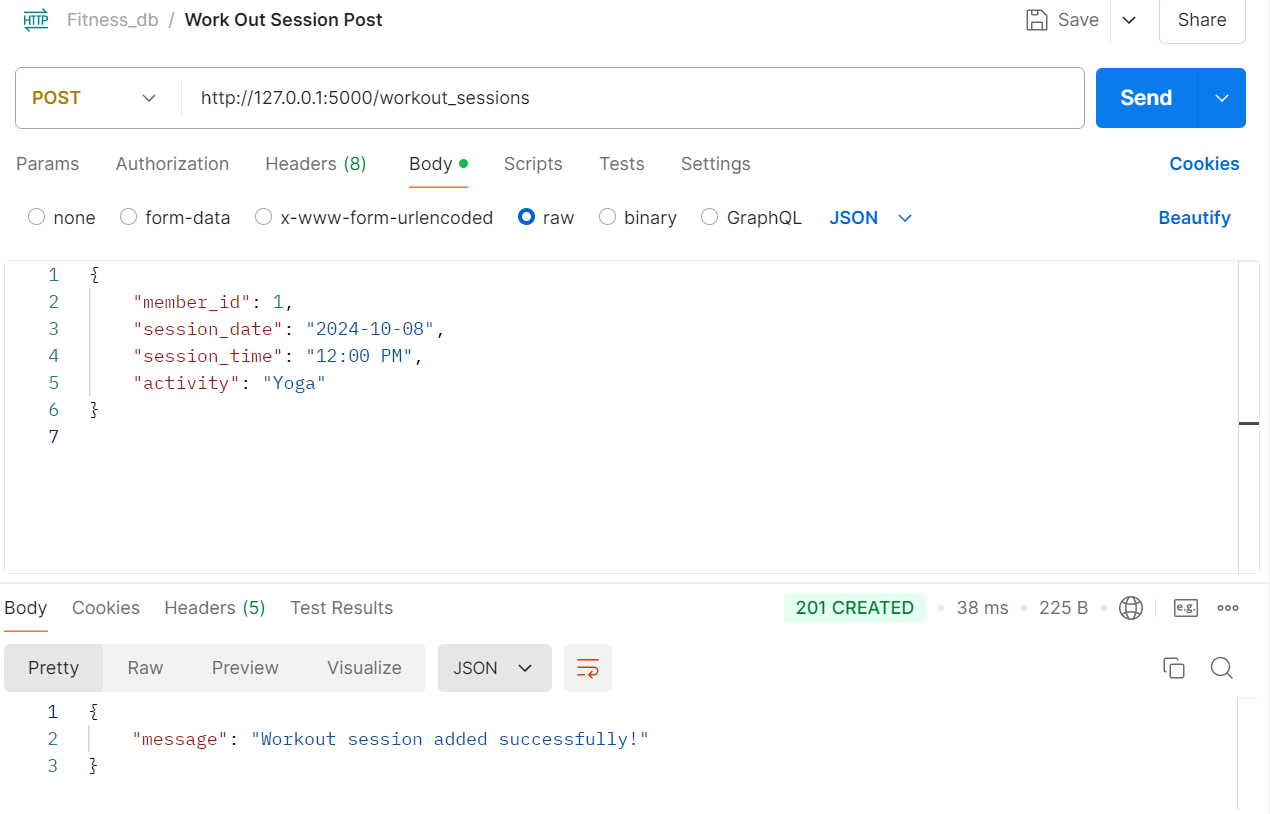 HTTP Fitness_db / Work Out Session Post Save Share
POST http://127.0.0.1:5000/workout_sessions Send
Params Authorization Headers (8) Body Scripts Tests Settings Cookies
none form-data x-www-form-urlencoded raw binary GraphQL JSON Beautify
1 {
2 "member_id": 1,
3 "session_date": "2024-10-08",
4 "session_time": "12:00 PM",
5 "activity": "Yoga"
6 }
7
Body Cookies Headers (5) Test Results 201 CREATED 38 ms 225 B e.g.
Pretty Raw Preview Visualize JSON
1 {
2 "message": "Workout session added successfully!"
3 }